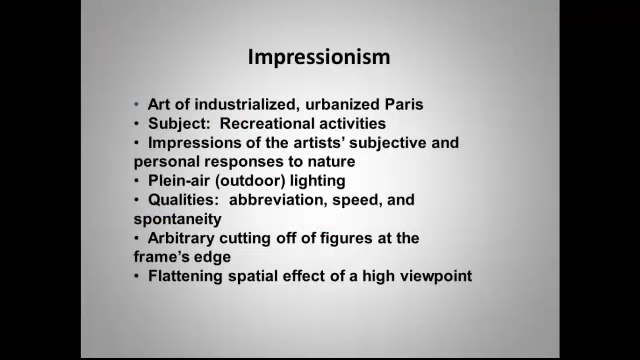 Impressionism
• Art of industrialized, urbanized Paris
• Subject:  Recreational activities
• Impressions of the artists' subjective and
personal responses to nature
• Plein-air (outdoor) lighting
• Qualities:  abbreviation, speed, and
spontaneity
• Arbitrary cutting off of figures at the
frame's edge
• Flattening spatial effect of a high viewpoint